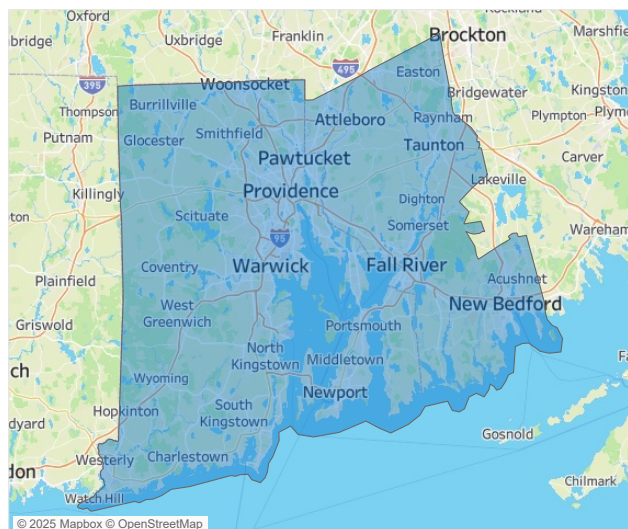 Oxford
Rockland
Franklin
Brockton
Marshfi
bridge
Uxbridge
495
Easton
395
Woonsocket
Bridgewater
Kingston
Thompson
Burrillville
Attleboro
Raynham
Plympton
Plym
Putnam
Glocester
Smithfield
Taunton
Carver
Pawtucket
Killingly
Providence
Lakeville
Dighton
ton
Scituate
Somerset
Wareham
95
Plainfield
Coventry
Warwick
Fall River
Acushnet
West
Greenwich
New Bedford
Griswold
Portsmouth
North
Kingstown
Middletown
ch
Wyoming
Newport
Hopkinton
South
Kingstown
Gosnold
dyard
don
Westerly
Charlestown
Chilmark
Watch Hill
© 2025 Mapbox © OpenStreetMap